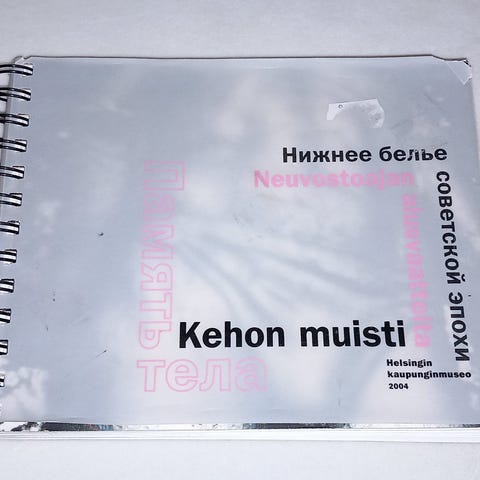 Нижнее белье
советской эпохи
Neuvostoajan
alusvaatteita
Память
тела
Kehon muisti
Helsingin
kaupunginmuseo
2004